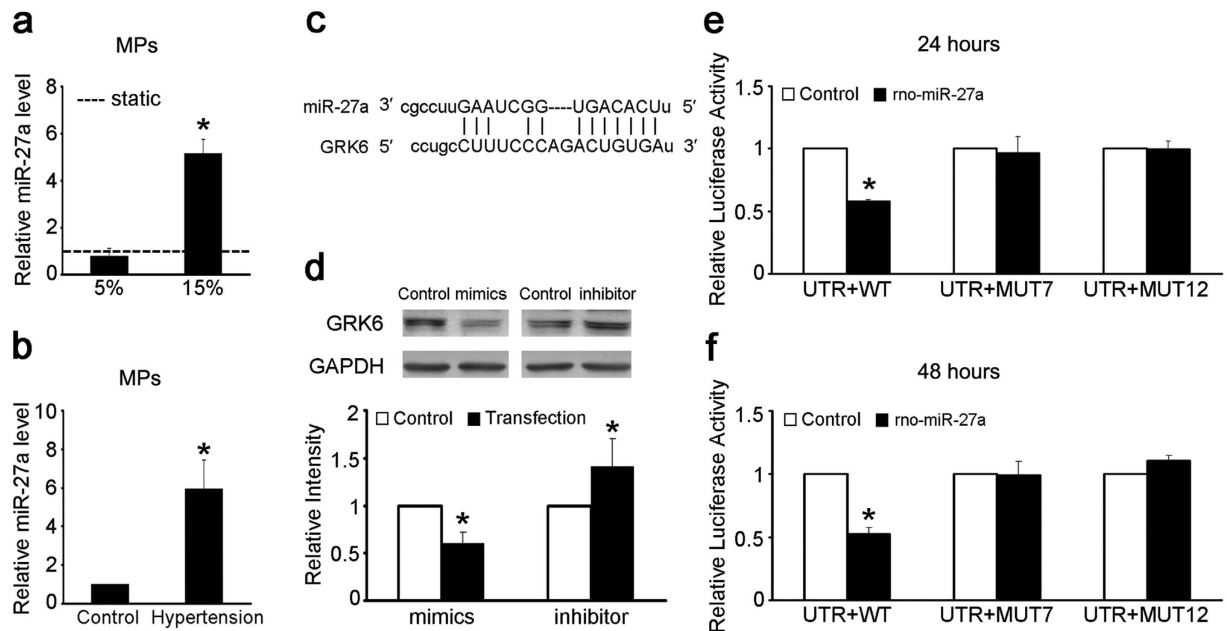 a
MPs
Relative miR-27a level
8
6
4
2
0
---- static
*
5% 15%
b
MPs
Relative miR-27a level
10
8
6
4
2
0
*
Control Hypertension
c
miR-27a 3′ cgccuuGAAUCGG----UGACACUu 5′
GRK6 5′ ccugcCUUUCCCAGACUGUGAu 3′
d
Control mimics Control inhibitor
GRK6
GAPDH
Relative Intensity
2
1.5
1
0.5
0
Control Transfection
*
*
mimics inhibitor
e
24 hours
Relative Luciferase Activity
1.5
1
0.5
0
Control rno-miR-27a
*
UTR+WT UTR+MUT7 UTR+MUT12
f
48 hours
Relative Luciferase Activity
1.5
1
0.5
0
Control rno-miR-27a
*
UTR+WT UTR+MUT7 UTR+MUT12